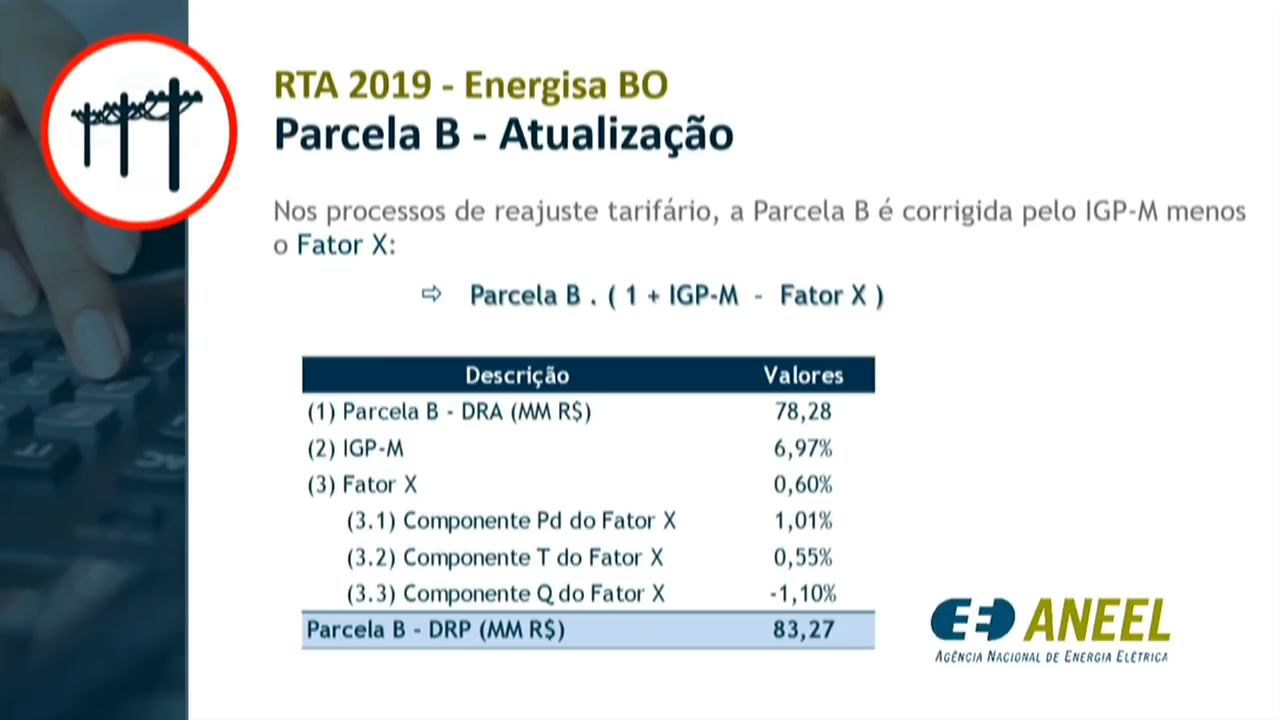 RTA 2019 - Energisa BO
Parcela B - Atualização
Nos processos de reajuste tarifário, a Parcela B é corrigida pelo IGP-M menos
o Fator X:
⇨ Parcela B . ( 1 + IGP-M - Fator X )
Descrição Valores
(1) Parcela B - DRA (MM R$) 78,28
(2) IGP-M 6,97%
(3) Fator X 0,60%
(3.1) Componente Pd do Fator X 1,01%
(3.2) Componente T do Fator X 0,55%
(3.3) Componente Q do Fator X -1,10%
Parcela B - DRP (MM R$) 83,27
ANEEL
AGÊNCIA NACIONAL DE ENERGIA ELÉTRICA